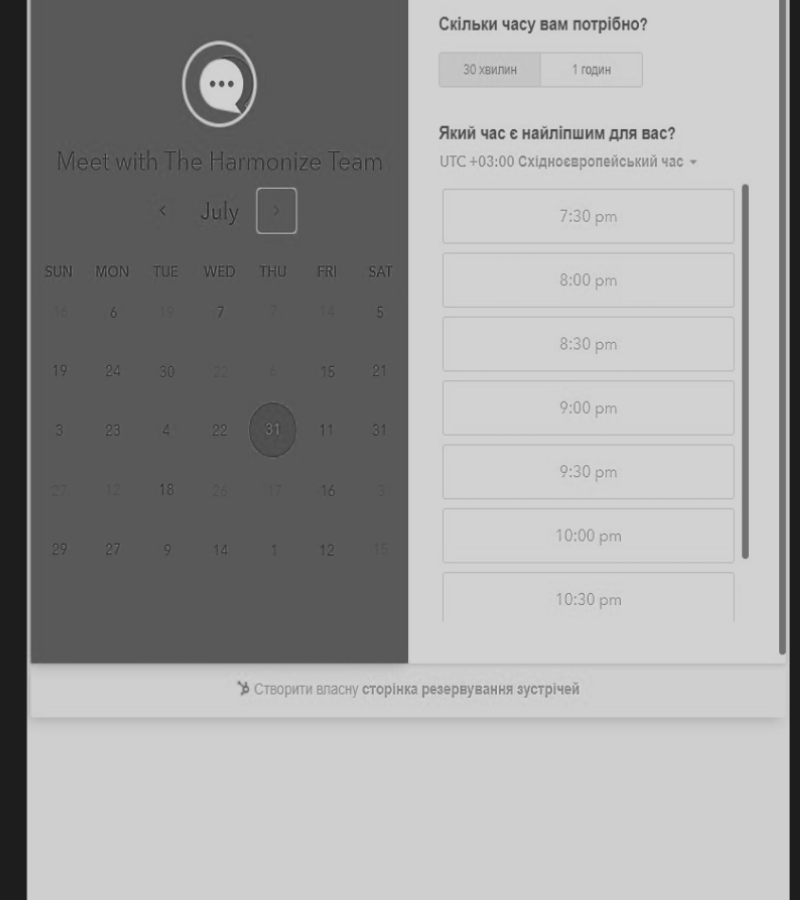 Meet with The Harmonize Team
July
SUN MON TUE WED THU FRI SAT
16 6 19 7 7 14 5
19 24 30 22 6 15 21
3 23 4 22 31 11 31
27 12 18 26 17 16 3
29 27 9 14 1 12 15
Скільки часу вам потрібно?
30 хвилин 1 годин
Який час є найліпшим для вас?
UTC +03:00 Східноєвропейський час
7:30 pm
8:00 pm
8:30 pm
9:00 pm
9:30 pm
10:00 pm
10:30 pm
Створити власну сторінка резервування зустрічей